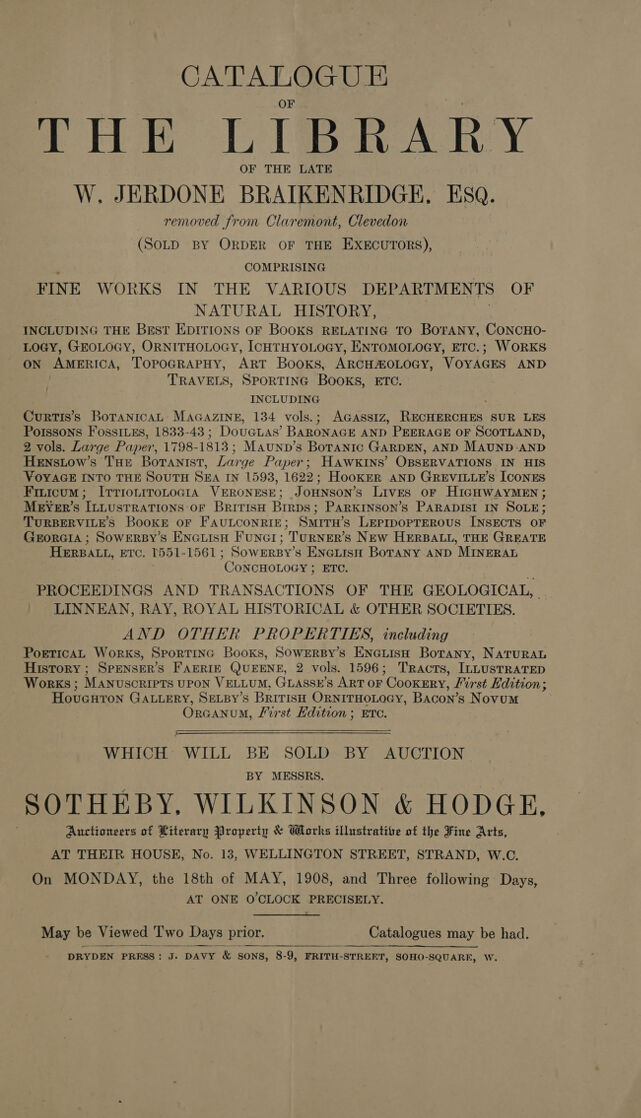 CATALOGUE
OF
THE LIBRARY
OF THE LATE
W. JERDONE BRAIKENRIDGE, ESQ.
removed from Claremont, Clevedon
(SOLD BY ORDER OF THE EXECUTORS),
COMPRISING
FINE WORKS IN THE VARIOUS DEPARTMENTS OF
NATURAL HISTORY,
INCLUDING THE BEST EDITIONS OF BOOKS RELATING TO BOTANY, CONCHO-
LOGY, GEOLOGY, ORNITHOLOGY, ICHTHYOLOGY, ENTOMOLOGY, ETC.; WORKS
ON AMERICA, TOPOGRAPHY, ART BOOKS, ARCHÆOLOGY, VOYAGES AND
TRAVELS, SPORTING BOOKS, ETC.
INCLUDING
CURTIS'S BOTANICAL MAGAZINE, 134 vols.; AGASSIZ, RECHERCHES SUR LES
POISSONS FOSSILES, 1833-43; DOUGLAS' BARONAGE AND PEERAGE OF SCOTLAND,
2 vols. Large Paper, 1798-1813; MAUND'S BOTANIC GARDEN, AND MAUND AND
HENSLOW'S THE BOTANIST, Large Paper; HAWKINS' OBSERVATIONS IN HIS
VOYAGE INTO THE SOUTH SEA IN 1593, 1622; HOOKER AND GREVILLE'S ICONES
FILICUM; ITTIOLITOLOGIA VERONESE; JOHNSON'S LIVES OF HIGHWAYMEN;
MEYER'S ILLUSTRATIONS OF BRITISH BIRDS; PARKINSON'S PARADISI IN SOLE;
TURBERVILE'S BOOKE OF FAULCONRIE; SMITH'S LEPIDOPTEROUS INSECTS OF
GEORGIA; SOWERBY'S ENGLISH FUNGI; TURNER'S NEW HERBALL, THE GREATE
HERBALL, ETC. 1551-1561; SOWERBY'S ENGLISH BOTANY AND MINERAL
CONCHOLOGY; ETC.
PROCEEDINGS AND TRANSACTIONS OF THE GEOLOGICAL,
LINNEAN, RAY, ROYAL HISTORICAL & OTHER SOCIETIES.
AND OTHER PROPERTIES, including
POETICAL WORKS, SPORTING BOOKS, SOWERBY'S ENGLISH BOTANY, NATURAL
HISTORY; SPENSER'S FAERIE QUEENE, 2 vols. 1596; TRACTS, ILLUSTRATED
WORKS; MANUSCRIPTS UPON VELLUM, GLASSE'S ART OF COOKERY, First Edition;
HOUGHTON GALLERY, SELBY'S BRITISH ORNITHOLOGY, BACON'S NOVUM
ORGANUM, First Edition; ETC.
WHICH WILL BE SOLD BY AUCTION
BY MESSRS.
SOTHEBY, WILKINSON & HODGE,
Auctioneers of Literary Property & Works illustrative of the Fine Arts,
AT THEIR HOUSE, No. 13, WELLINGTON STREET, STRAND, W.C.
On MONDAY, the 18th of MAY, 1908, and Three following Days,
AT ONE O'CLOCK PRECISELY.
May be Viewed Two Days prior. Catalogues may be had.
DRYDEN PRESS: J. DAVY & SONS, 8-9, FRITH-STREET, SOHO-SQUARE, W.